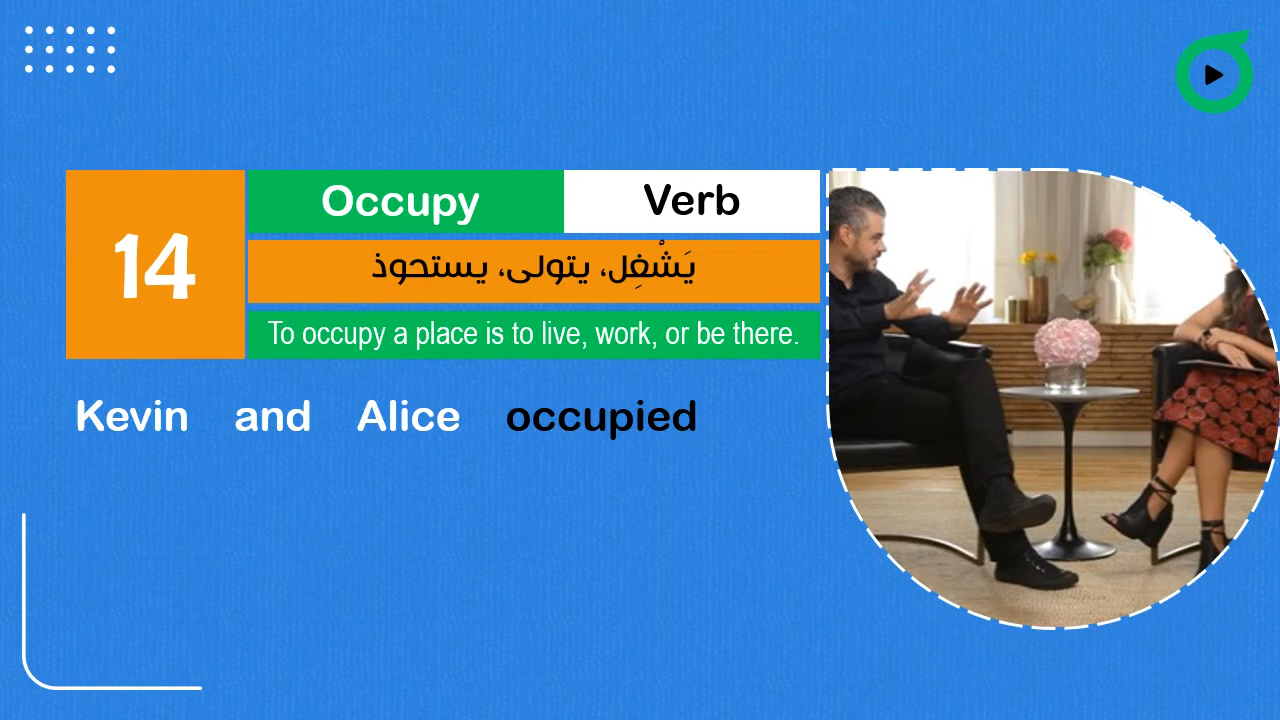 14
Occupy Verb
يَشْغِل، يتولى، يستحوذ
To occupy a place is to live, work, or be there.
Kevin and Alice occupied